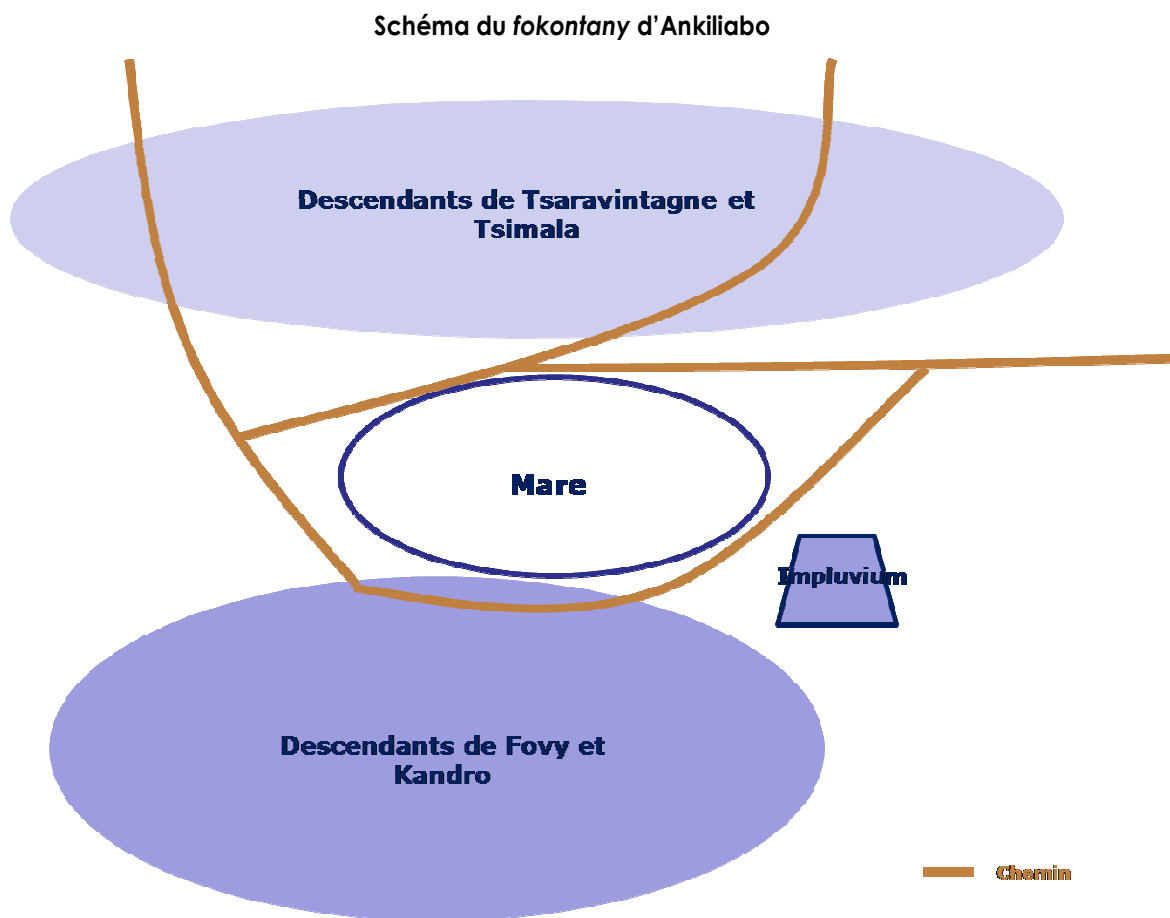 Schéma du fokontany d’Ankiliabo
Descendants de Tsaravintagne et
Tsimala
Mare
Impluvium
Descendants de Fovy et
Kandro
Chemin